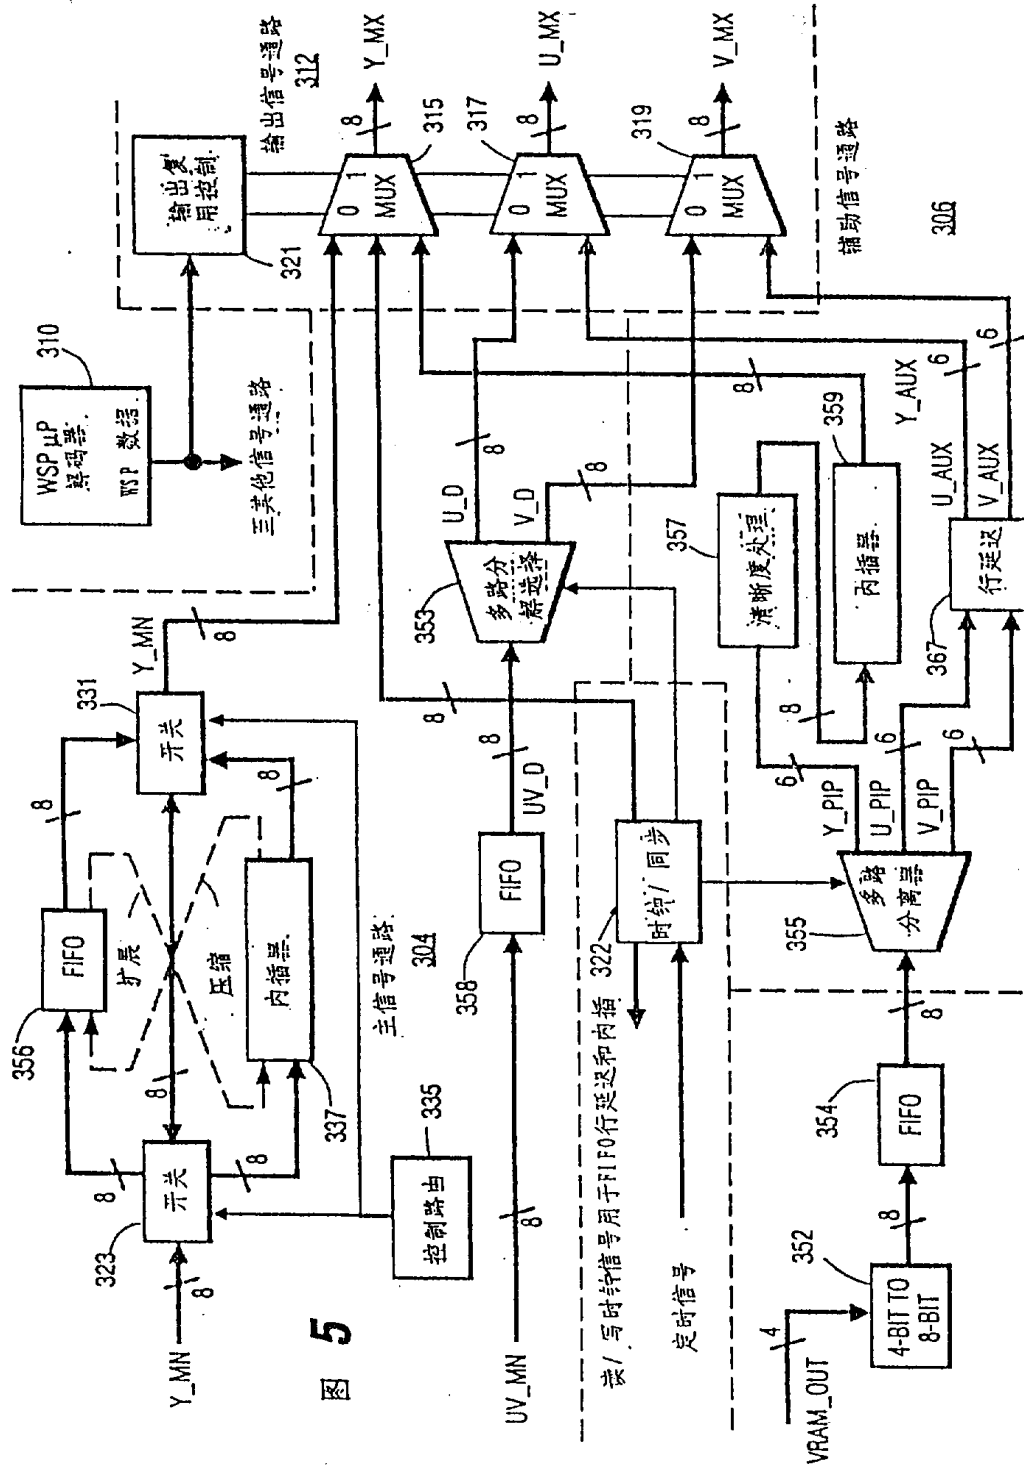 图 5
Y_MN
8
323
开关
8
8
8
356
FIFO
扩展
压缩
内插器
337
8
8
331
开关
Y_MN
8
335
控制路由
主信号通路
304
WSP μP
解码器
WSP 数据
310
三其他信号通路
输出复
用控制
321
输出信号通路
312
0 1
MUX
315
8
Y_MX
0 1
MUX
317
8
U_MX
0 1
MUX
319
8
V_MX
UV_MN
8
358
FIFO
8
UV_D
353
多路分
解选择
U_D
8
V_D
8
8
读/写时钟信号用于FIFO行延迟和内插
定时信号
322
时钟/同步
辅助信号通路
306
VRAM_OUT
4
352
4-BIT TO
8-BIT
8
354
FIFO
8
355
多路
分离器
Y_PIP
6
U_PIP
6
V_PIP
6
357
清晰度处理
8
359
内插器
8
Y_AUX
367
行延迟
U_AUX
6
V_AUX
6